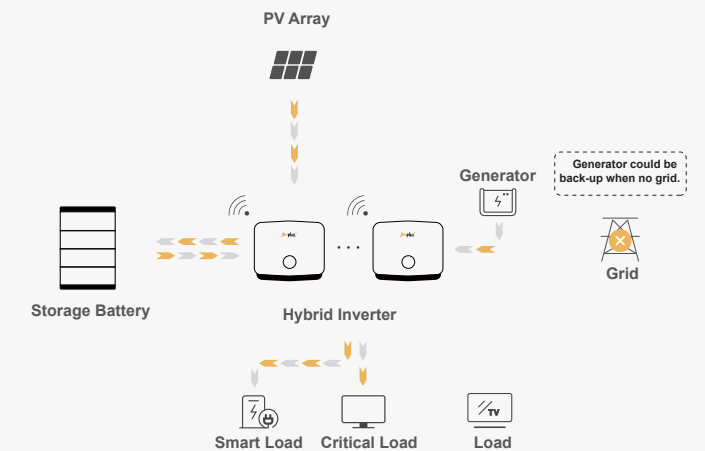 PV Array
Generator could be
back-up when no grid.
Generator
Grid
Storage Battery
Hybrid Inverter
TV
Smart Load
Critical Load
Load